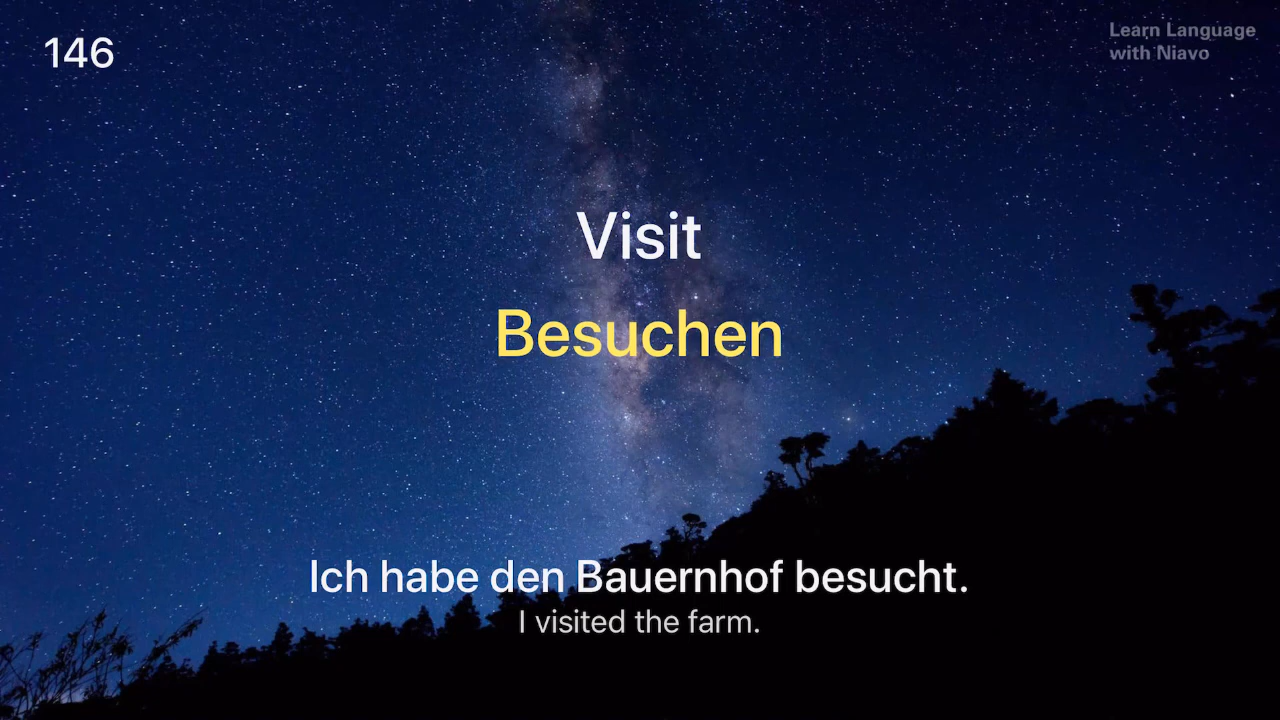 146
Learn Language
with Niavo
Visit
Besuchen
Ich habe den Bauernhof besucht.
I visited the farm.